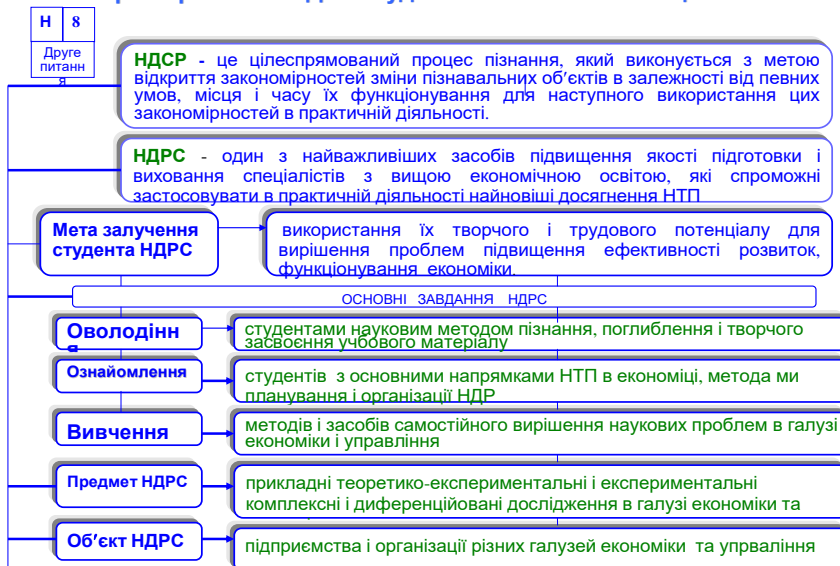 Н 8
Друге
питанн
я
НДСР - це цілеспрямований процес пізнання, який виконується з метою
відкриття закономірностей зміни пізнавальних об'єктів в залежності від певних
умов, місця і часу їх функціонування для наступного використання цих
закономірностей в практичній діяльності.
НДРС - один з найважливіших засобів підвищення якості підготовки і
виховання спеціалістів з вищою економічною освітою, які спроможні
застосовувати в практичній діяльності найновіші досягнення НТП
Мета залучення
студента НДРС
використання їх творчого і трудового потенціалу для
вирішення проблем підвищення ефективності розвиток,
функціонування економіки.
ОСНОВНІ ЗАВДАННЯ НДРС
Оволодінн
я
студентами науковим методом пізнання, поглиблення і творчого
засвоєння учбового матеріалу
Ознайомлення
студентів з основними напрямками НТП в економіці, метода ми
планування і організації НДР
Вивчення
методів і засобів самостійного вирішення наукових проблем в галузі
економіки і управління
Предмет НДРС
прикладні теоретико-експериментальні і експериментальні
комплексні і диференційовані дослідження в галузі економіки та
Об'єкт НДРС
підприємства і організації різних галузей економіки та упрвління